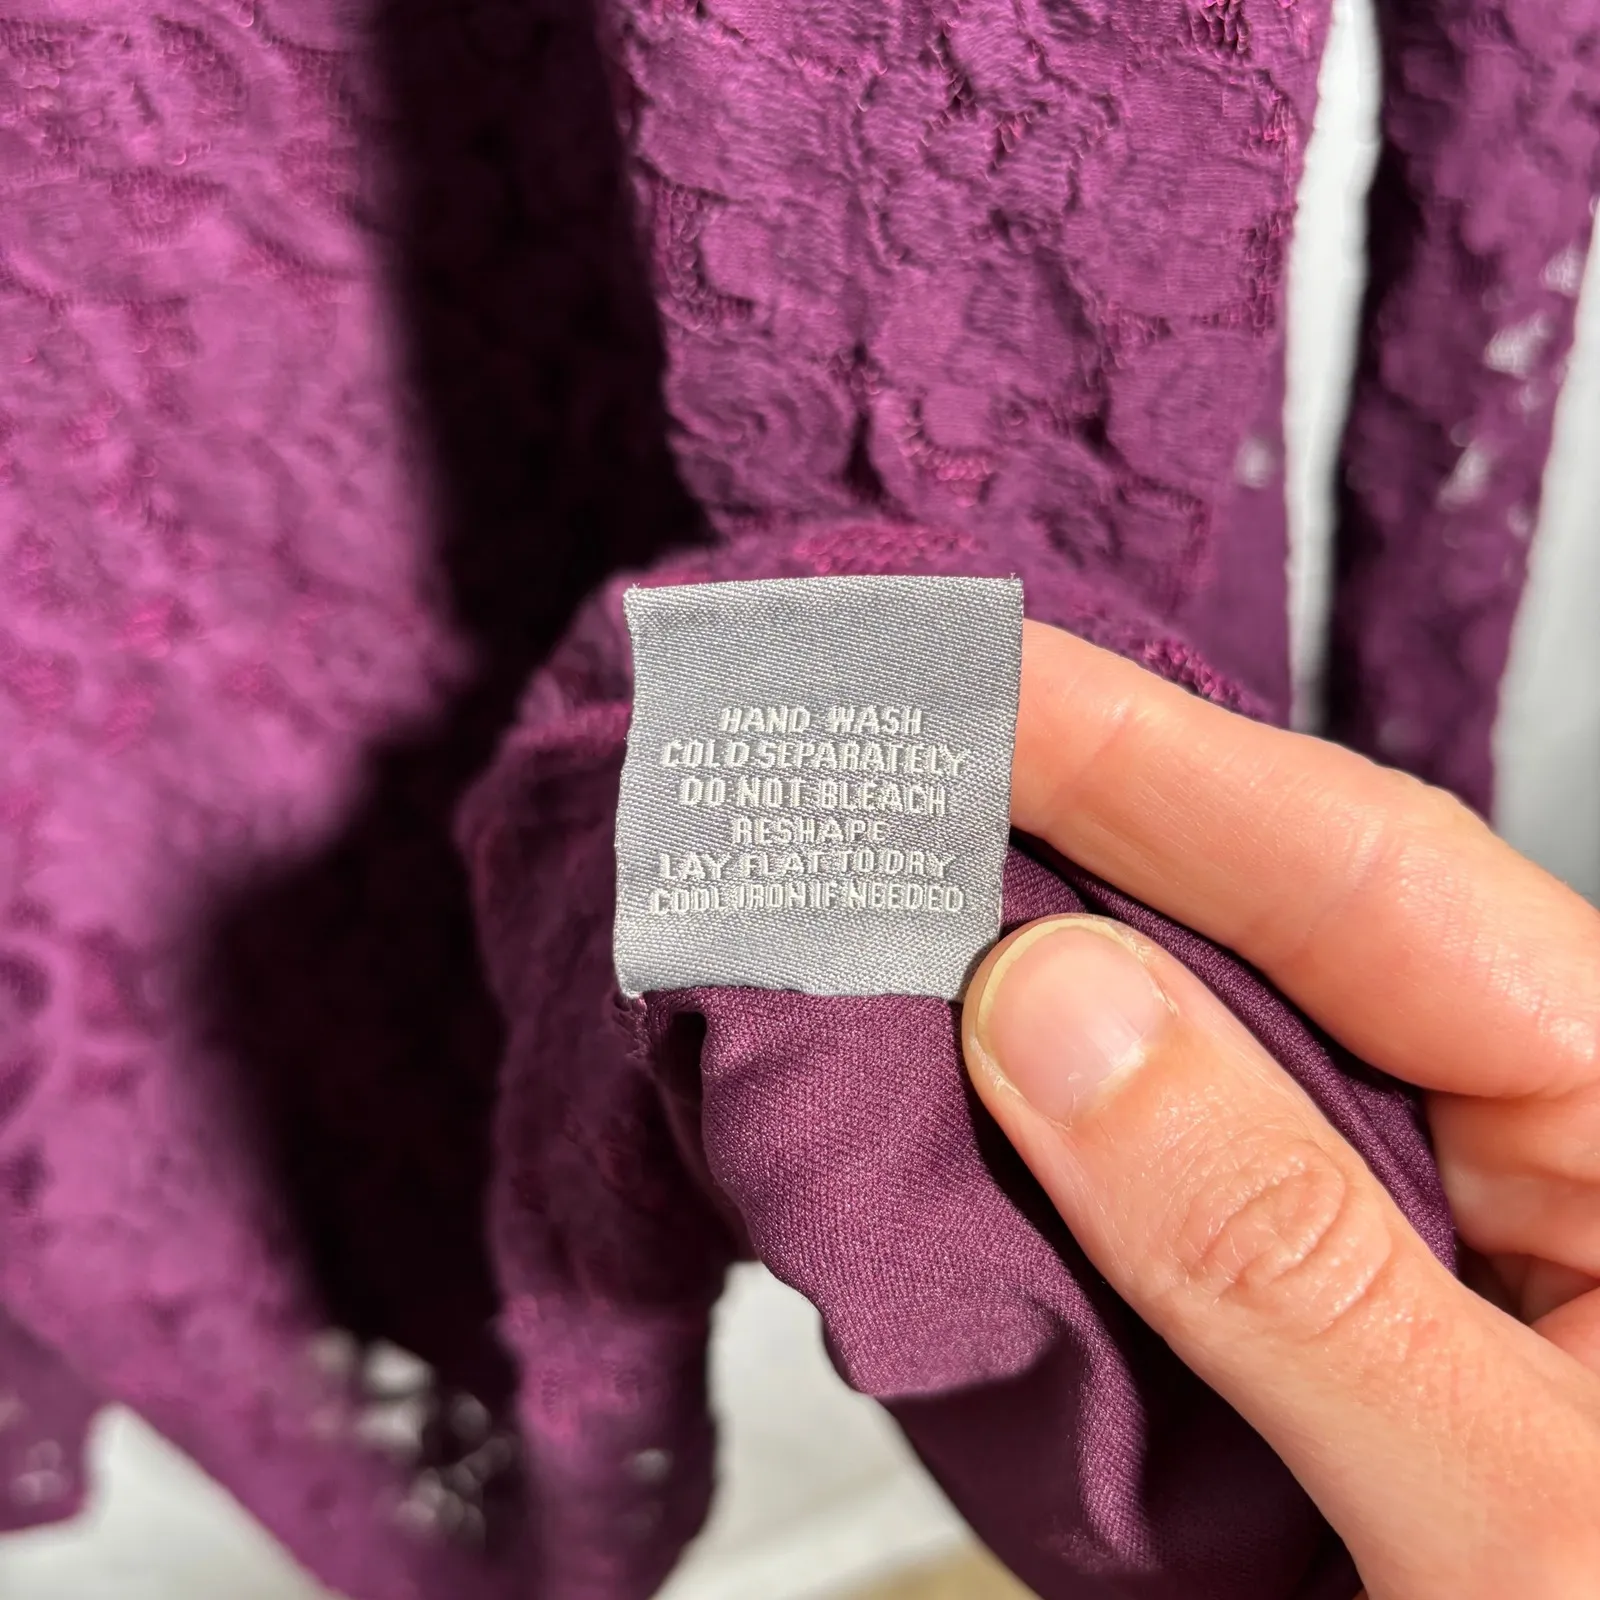 HAND WASH
COLD SEPARATELY
DO NOT BLEACH
RESHAPE
LAY FLAT TO DRY
COOL IRON IF NEEDED